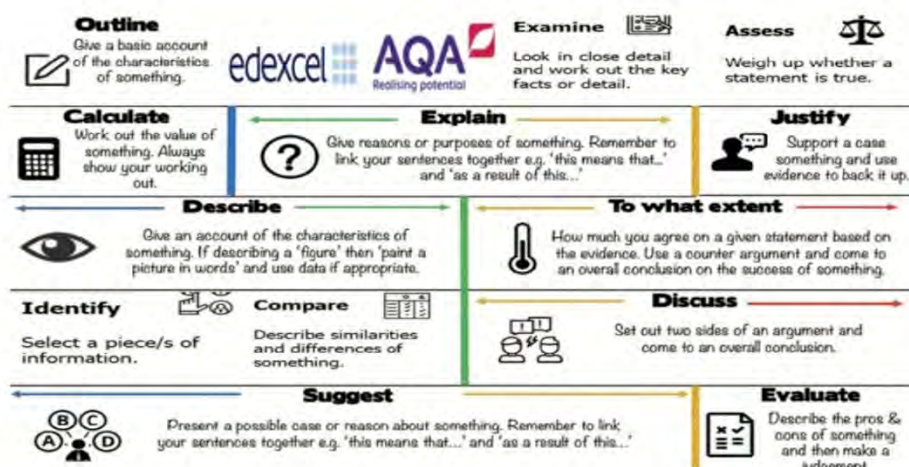 Outline
Give a basic account
of the characteristics
of something.
edexcel
AQA
Realising potential
Examine
Look in close detail
and work out the key
facts or detail.
Assess
Weigh up whether a
statement is true.
Calculate
Work out the value of
something. Always
show your working
out.
Explain
?
Give reasons or purposes of something. Remember to
link your sentences together e.g. 'this means that...'
and 'as a result of this...'
Justify
Support a case
something and use
evidence to back it up.
Describe
Give an account of the characteristics of
something. If describing a 'figure' then 'paint a
picture in words' and use data if appropriate.
To what extent
How much you agree on a given statement based on
the evidence. Use a counter argument and come to
an overall conclusion on the success of something.
Identify
Select a piece/s of
information.
Compare
Describe similarities
and differences of
something.
Discuss
! !
Set out two sides of an argument and
come to an overall conclusion.
Suggest
A B C D
Present a possible case or reason about something. Remember to link
your sentences together e.g. 'this means that...' and 'as a result of this...'
Evaluate
Describe the pros &
cons of something
and then make a
judgement